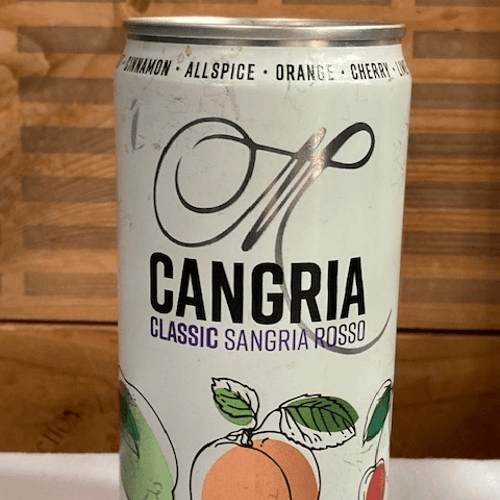 CINNAMON · ALLSPICE · ORANGE · CHERRY ·
M
CANGRIA
CLASSIC SANGRIA ROSSO